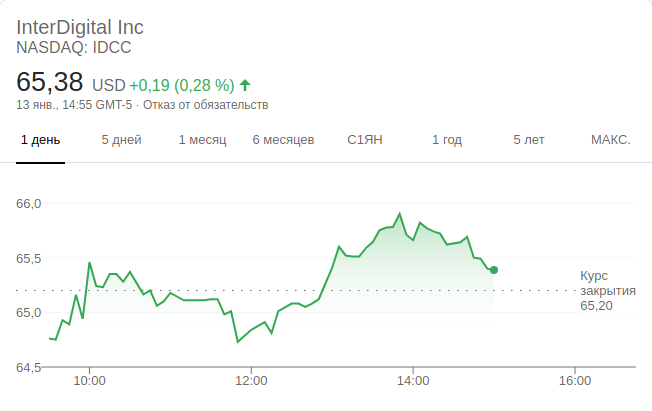 InterDigital Inc
NASDAQ: IDCC
65,38 USD +0,19 (0,28 %)
13 янв., 14:55 GMT-5 · Отказ от обязательств
1 день 5 дней 1 месяц 6 месяцев С1ЯН 1 год 5 лет МАКС.
66,0
65,5
Курс
закрытия
65,20
65,0
64,5
10:00 12:00 14:00 16:00